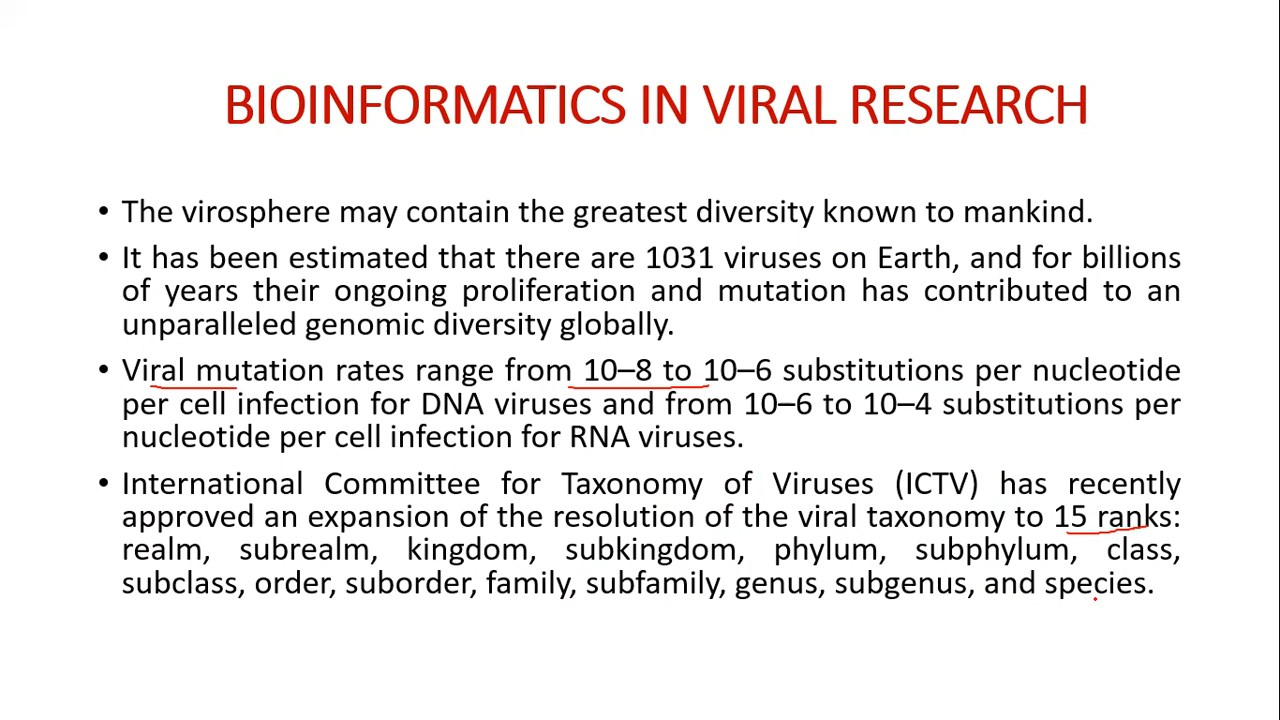 BIOINFORMATICS IN VIRAL RESEARCH
• The virosphere may contain the greatest diversity known to mankind.
• It has been estimated that there are 1031 viruses on Earth, and for billions
of years their ongoing proliferation and mutation has contributed to an
unparalleled genomic diversity globally.
• Viral mutation rates range from 10–8 to 10–6 substitutions per nucleotide
per cell infection for DNA viruses and from 10–6 to 10–4 substitutions per
nucleotide per cell infection for RNA viruses.
• International Committee for Taxonomy of Viruses (ICTV) has recently
approved an expansion of the resolution of the viral taxonomy to 15 ranks:
realm, subrealm, kingdom, subkingdom, phylum, subphylum, class,
subclass, order, suborder, family, subfamily, genus, subgenus, and species.